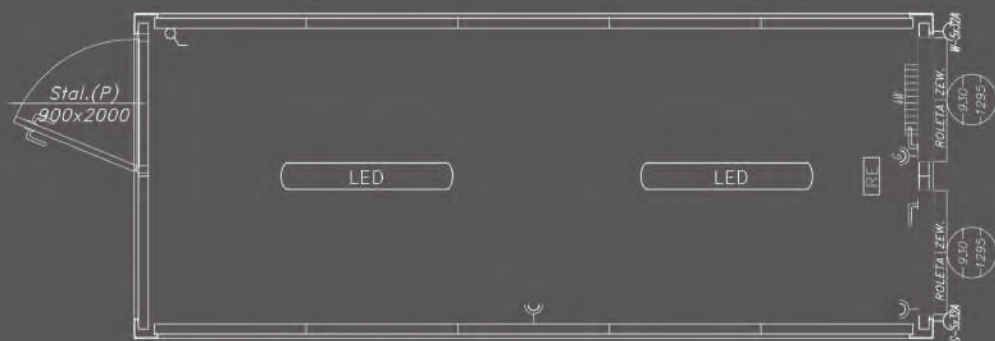 Stal.(P)
900x2000
LED
LED
RE
ROLETA ZEW.
930
1295
ROLETA ZEW.
930
1295